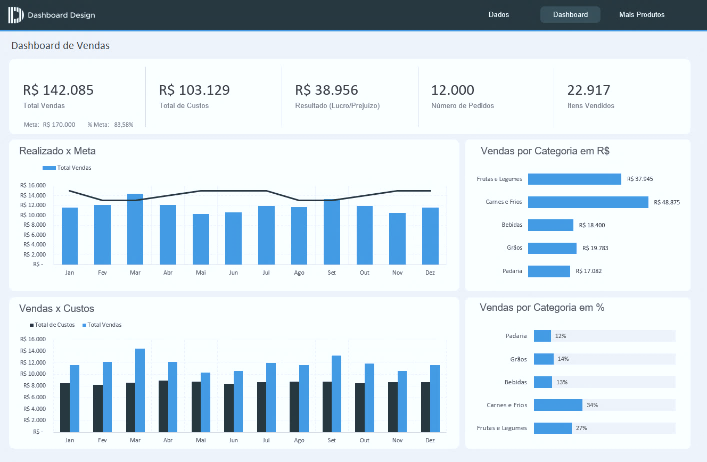 Dashboard Design
Dados
Dashboard
Mais Produtos
Dashboard de Vendas
R$ 142.085
Total Vendas
Meta: R$ 170.000 % Meta: 83,58%
R$ 103.129
Total de Custos
R$ 38.956
Resultado (Lucro/Prejuízo)
12.000
Número de Pedidos
22.917
Itens Vendidos
Realizado x Meta
Total Vendas
R$ 16.000
R$ 14.000
R$ 12.000
R$ 10.000
R$ 8.000
R$ 6.000
R$ 4.000
R$ 2.000
R$ -
Jan Fev Mar Abr Mai Jun Jul Ago Set Out Nov Dez
Vendas por Categoria em R$
Frutas e Legumes R$ 37.945
Carnes e Frios R$ 48.875
Bebidas R$ 18.400
Grãos R$ 19.783
Padaria R$ 17.082
Vendas x Custos
Total de Custos Total Vendas
R$ 16.000
R$ 14.000
R$ 12.000
R$ 10.000
R$ 8.000
R$ 6.000
R$ 4.000
R$ 2.000
R$ -
Jan Fev Mar Abr Mai Jun Jul Ago Set Out Nov Dez
Vendas por Categoria em %
Padaria 12%
Grãos 14%
Bebidas 13%
Carnes e Frios 34%
Frutas e Legumes 27%